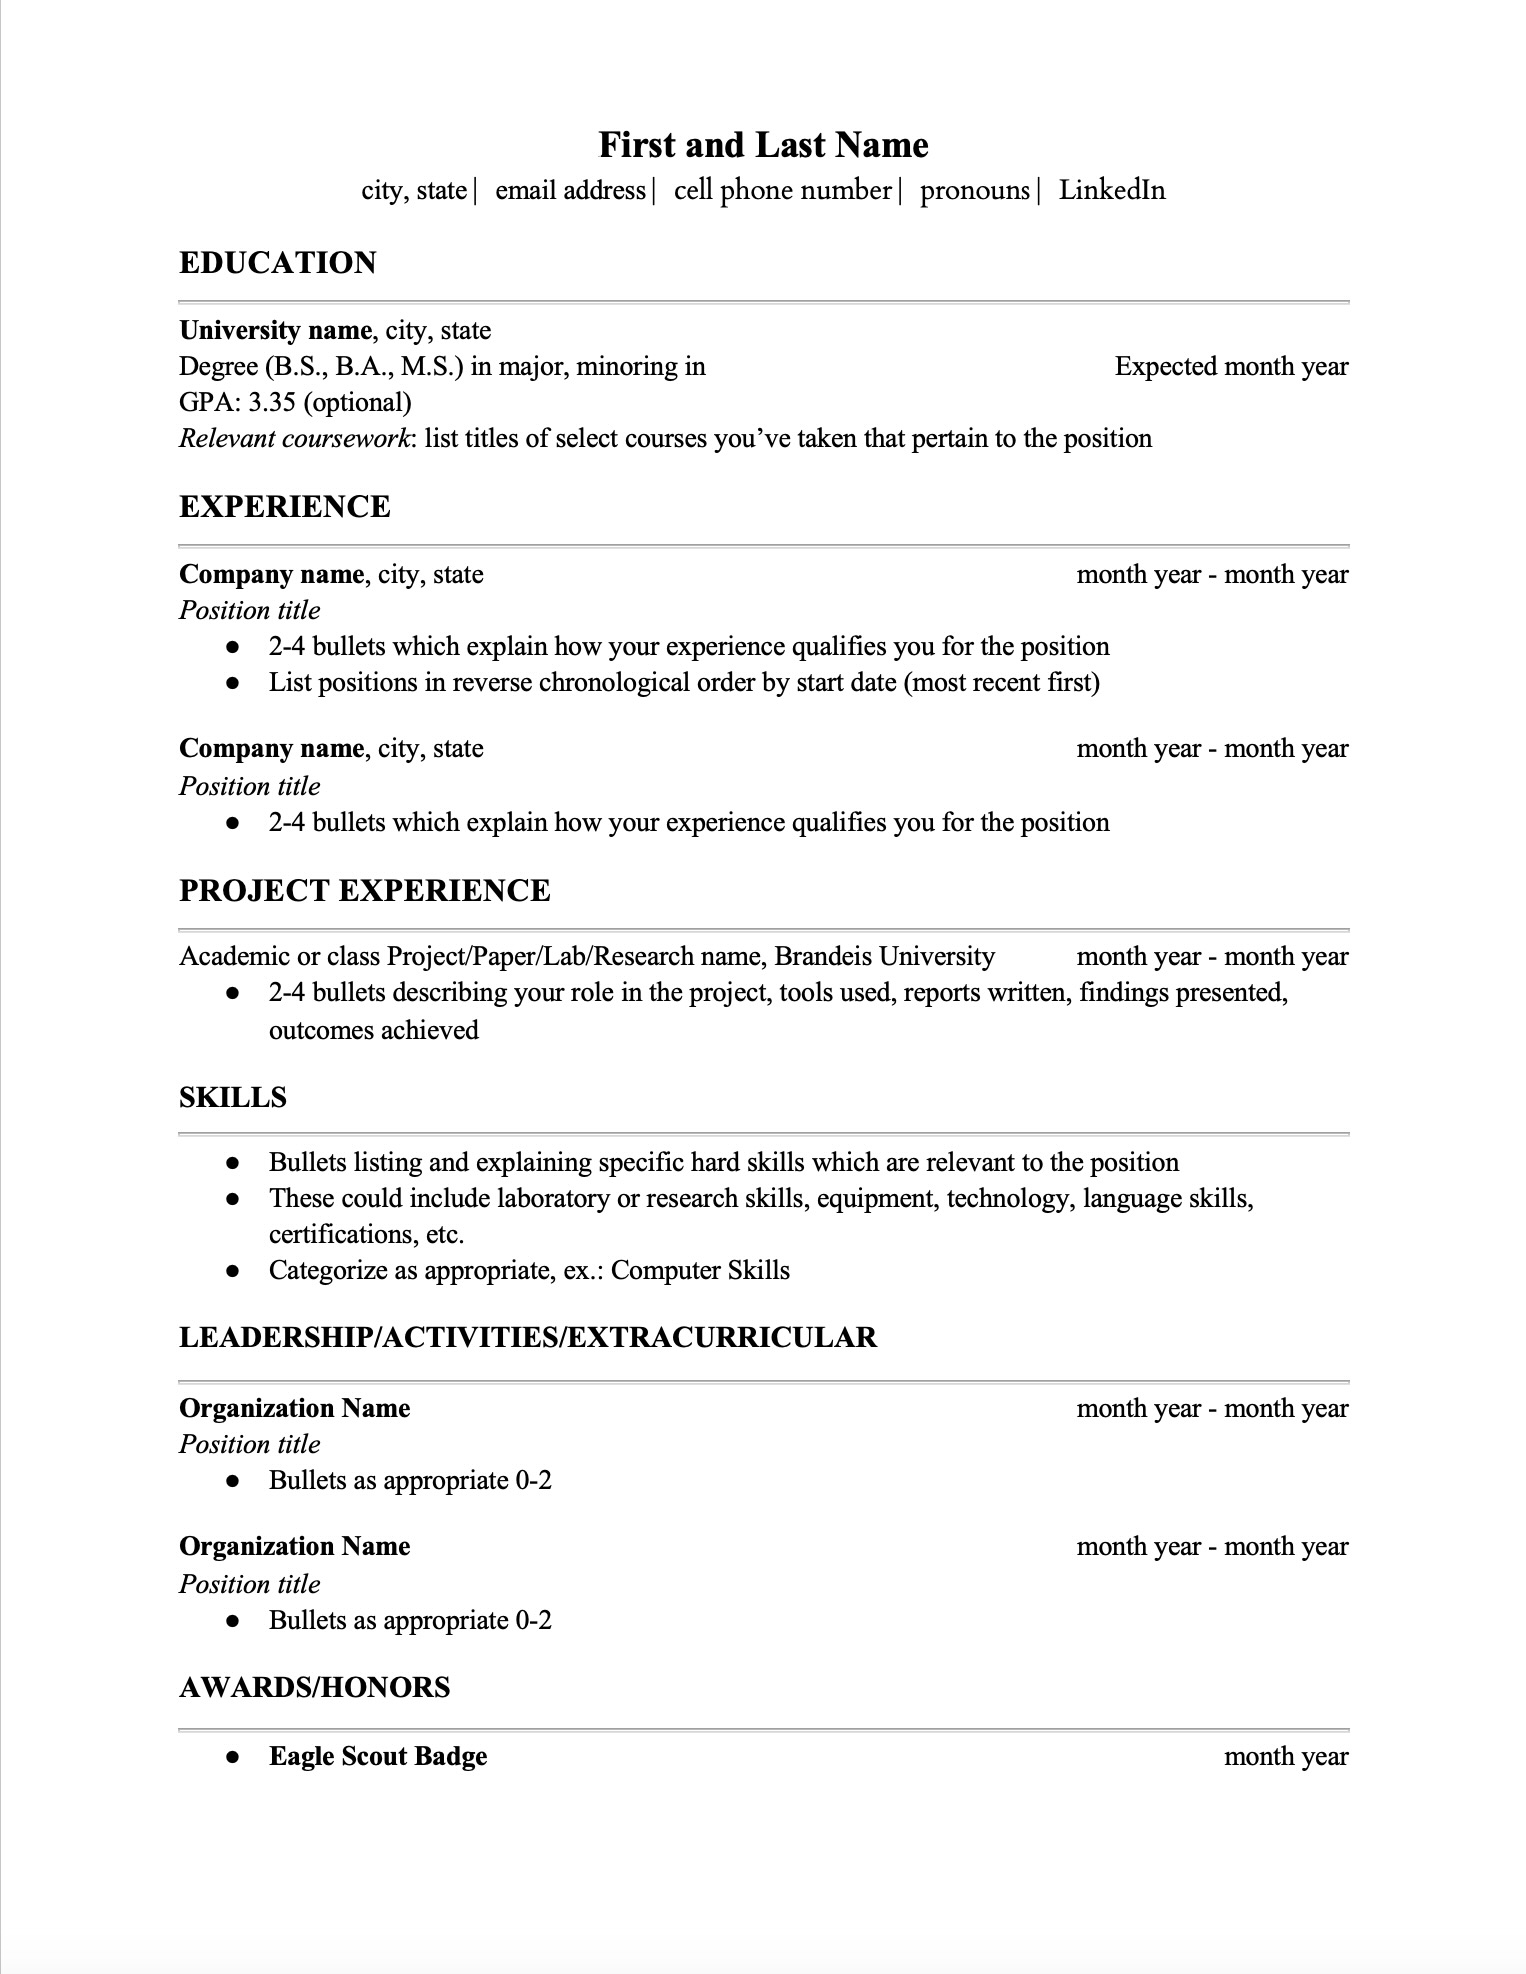 First and Last Name
city, state| email address| cell phone number| pronouns| LinkedIn
EDUCATION
University name, city, state
Degree (B.S., B.A., M.S.) in major, minoring in Expected month year
GPA: 3.35 (optional)
Relevant coursework: list titles of select courses you’ve taken that pertain to the position
EXPERIENCE
Company name, city, state month year - month year
Position title
● 2-4 bullets which explain how your experience qualifies you for the position
● List positions in reverse chronological order by start date (most recent first)
Company name, city, state month year - month year
Position title
● 2-4 bullets which explain how your experience qualifies you for the position
PROJECT EXPERIENCE
Academic or class Project/Paper/Lab/Research name, Brandeis University month year - month year
● 2-4 bullets describing your role in the project, tools used, reports written, findings presented,
outcomes achieved
SKILLS
● Bullets listing and explaining specific hard skills which are relevant to the position
● These could include laboratory or research skills, equipment, technology, language skills,
certifications, etc.
● Categorize as appropriate, ex.: Computer Skills
LEADERSHIP/ACTIVITIES/EXTRACURRICULAR
Organization Name month year - month year
Position title
● Bullets as appropriate 0-2
Organization Name month year - month year
Position title
● Bullets as appropriate 0-2
AWARDS/HONORS
● Eagle Scout Badge month year